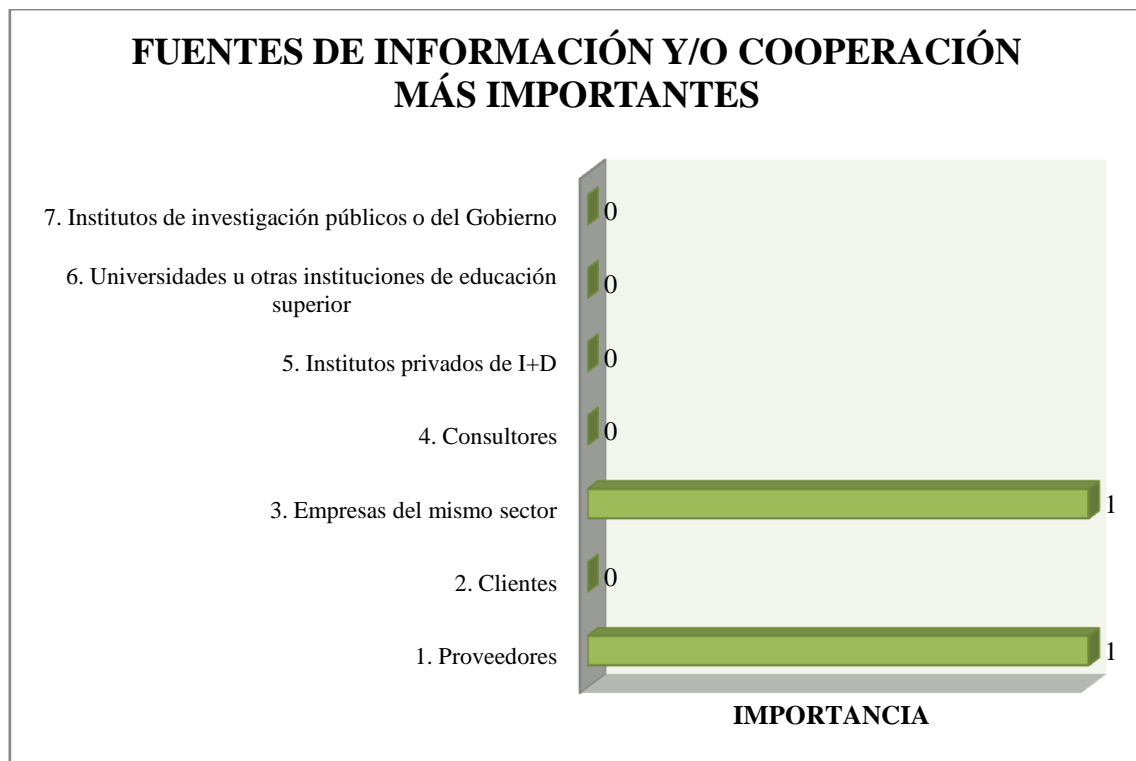 FUENTES DE INFORMACIÓN Y/O COOPERACIÓN
MÁS IMPORTANTES
7. Institutos de investigación públicos o del Gobierno
0
6. Universidades u otras instituciones de educación
superior
0
5. Institutos privados de I+D
0
4. Consultores
0
3. Empresas del mismo sector
1
2. Clientes
0
1. Proveedores
1
IMPORTANCIA